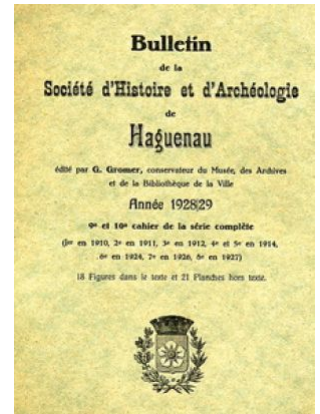 Bulletin
de la
Société d'Histoire et d'Archéologie
de
Haguenau
édité par G. Gromer, conservateur du Musée, des Archives
et de la Bibliothèque de la Ville
Année 1928/29
9e et 10e cahier de la série complète
(1er en 1910, 2e en 1911, 3e en 1912, 4e et 5e en 1914,
6e en 1924, 7e en 1926, 8e en 1927)
18 Figures dans le texte et 21 Planches hors texte.